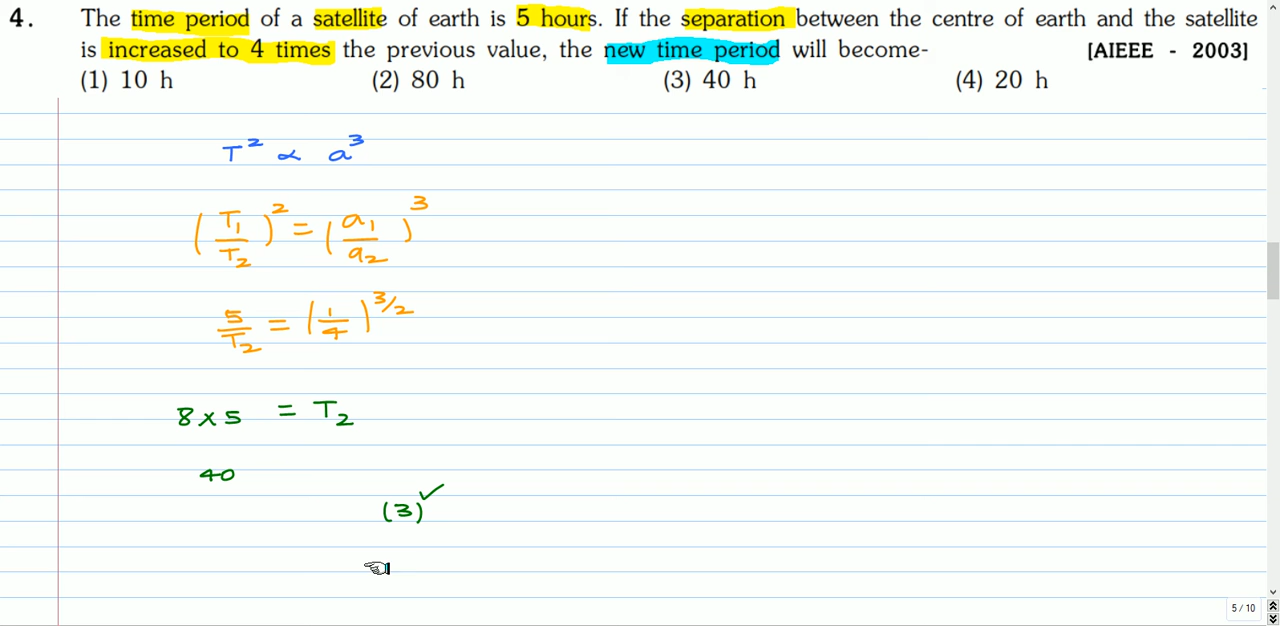 4. The time period of a satellite of earth is 5 hours. If the separation between the centre of earth and the satellite
is increased to 4 times the previous value, the new time period will become- [AIEEE - 2003]
(1) 10 h (2) 80 h (3) 40 h (4) 20 h
T² ∝ a³
(T₁/T₂)² = (a₁/a₂)³
5/T₂ = (1/4)^3/2
8 × 5 = T₂
40
(3) ✓
5 / 10